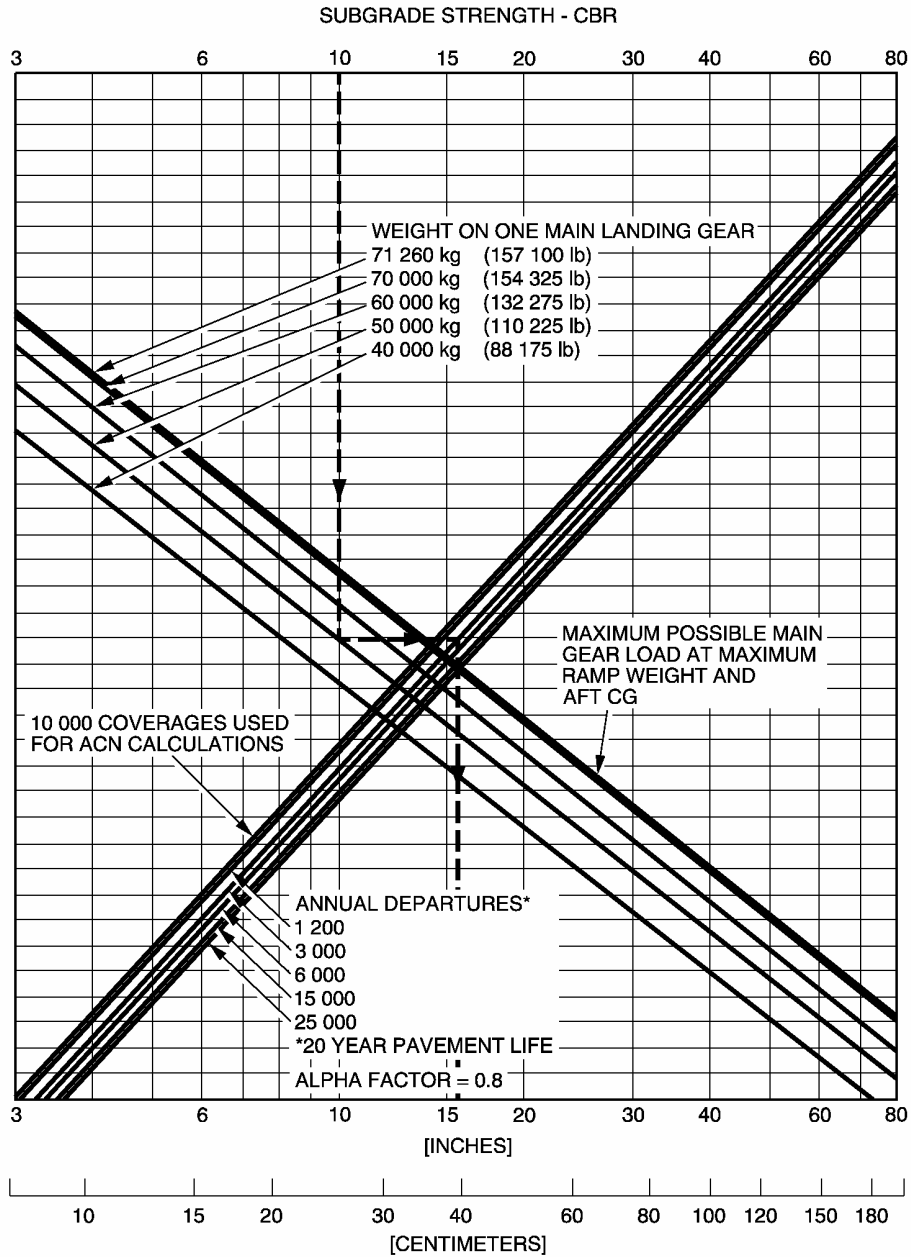 SUBGRADE STRENGTH - CBR
3 6 10 15 20 30 40 60 80
WEIGHT ON ONE MAIN LANDING GEAR
71 260 kg (157 100 lb)
70 000 kg (154 325 lb)
60 000 kg (132 275 lb)
50 000 kg (110 225 lb)
40 000 kg (88 175 lb)
MAXIMUM POSSIBLE MAIN
GEAR LOAD AT MAXIMUM
RAMP WEIGHT AND
AFT CG
10 000 COVERAGES USED
FOR ACN CALCULATIONS
ANNUAL DEPARTURES*
1 200
3 000
6 000
15 000
25 000
*20 YEAR PAVEMENT LIFE
ALPHA FACTOR = 0.8
3 6 10 15 20 30 40 60 80
[INCHES]
10 15 20 30 40 60 80 100 120 150 180
[CENTIMETERS]